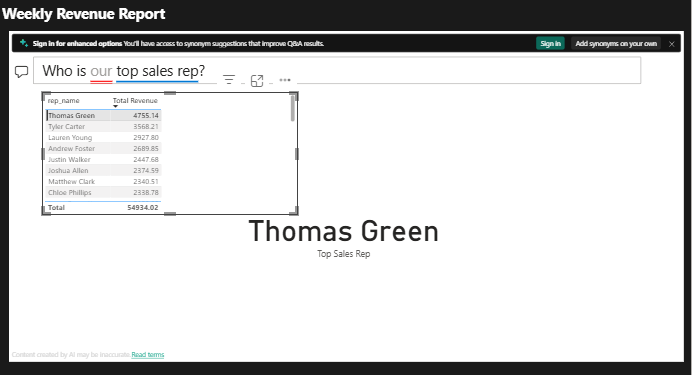 Weekly Revenue Report
Sign in for enhanced options You'll have access to synonym suggestions that improve Q&A results.
Sign in
Add synonyms on your own
Who is our top sales rep?
rep_name Total Revenue
Thomas Green 4755.14
Tyler Carter 3568.21
Lauren Young 2927.80
Andrew Foster 2689.85
Justin Walker 2447.68
Joshua Allen 2374.59
Matthew Clark 2340.51
Chloe Phillips 2338.78
Total 54934.02
Thomas Green
Top Sales Rep
Content created by AI may be inaccurate. Read terms